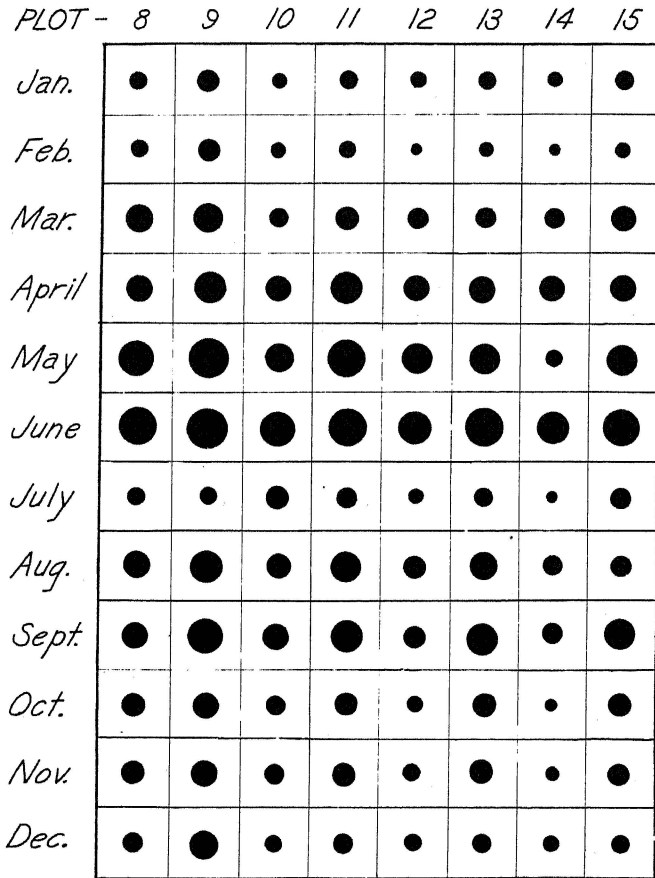 PLOT - 8 9 10 11 12 13 14 15
Jan.
Feb.
Mar.
April
May
June
July
Aug.
Sept.
Oct.
Nov.
Dec.